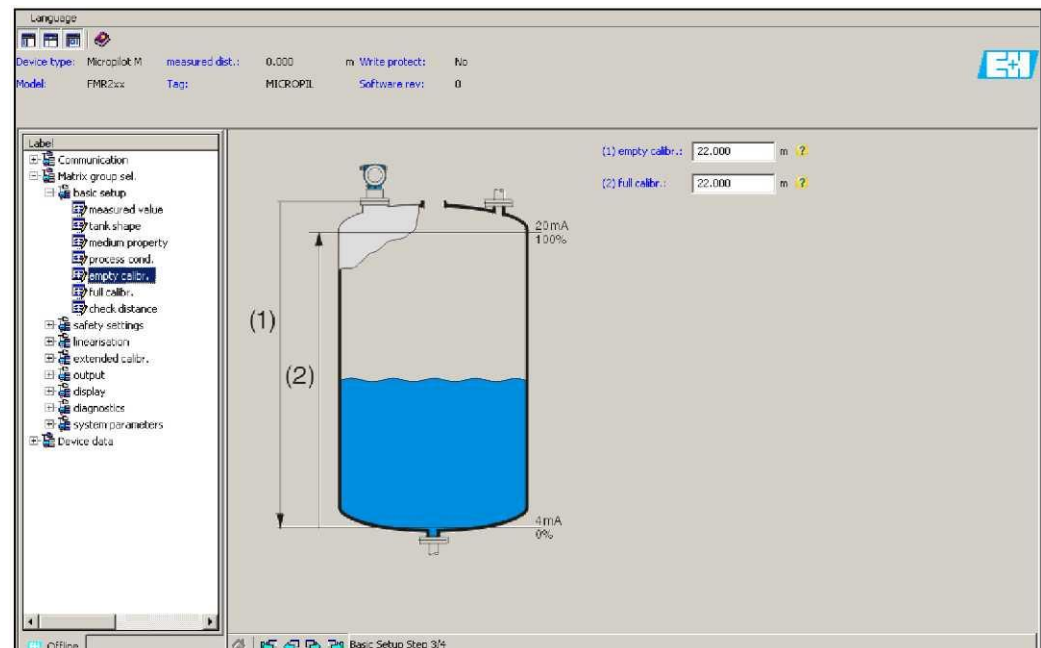 Language
Device type: Micropilot M measured dist.: 0.000 m Write protect: No
Model: FMR2xx Tag: MICROPIL Software rev: 0
E+H
Label
Communication
Matrix group sel.
basic setup
measured value
tank shape
medium property
process cond.
empty calibr.
full calibr.
check distance
safety settings
linearisation
extended calibr.
output
display
diagnostics
system parameters
Device data
(1) empty calibr.: 22.000 m ?
(2) full calibr.: 22.000 m ?
20mA
100%
(1)
(2)
4mA
0%
Offline
Basic Setup Step 3/4